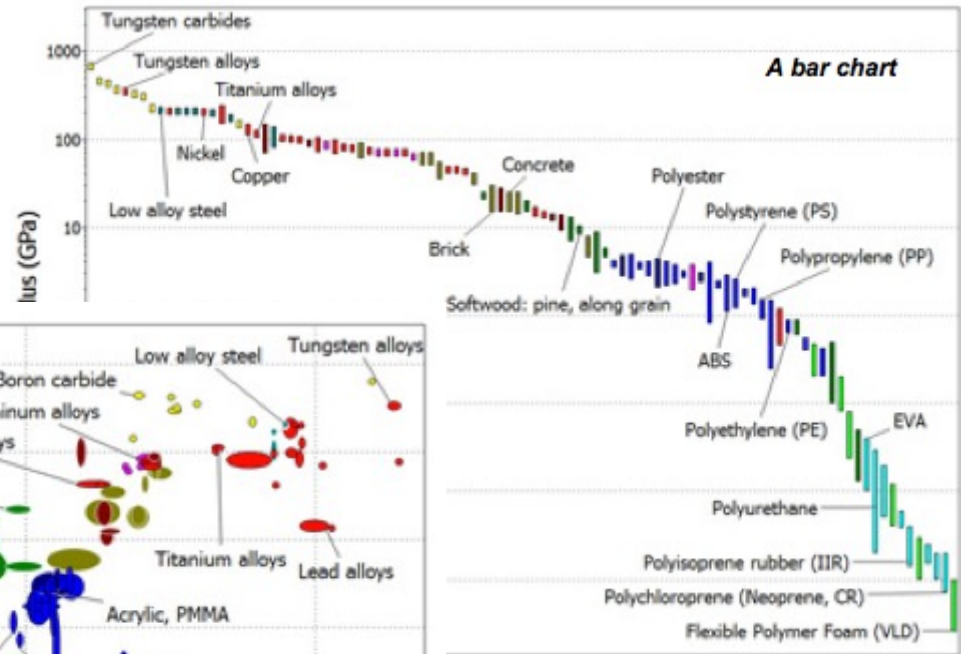 Tungsten carbides
1000
Tungsten alloys
A bar chart
Titanium alloys
100
Nickel
Copper
Concrete
Polyester
Low alloy steel
Polystyrene (PS)
10
Brick
Polypropylene (PP)
(GPa)
Softwood: pine, along grain
ABS
Polyethylene (PE)
EVA
Polyurethane
Polyisoprene rubber (IIR)
Polychloroprene (Neoprene, CR)
Flexible Polymer Foam (VLD)
Low alloy steel
Tungsten alloys
Boron carbide
inum alloys
ys
Titanium alloys
Lead alloys
Acrylic, PMMA